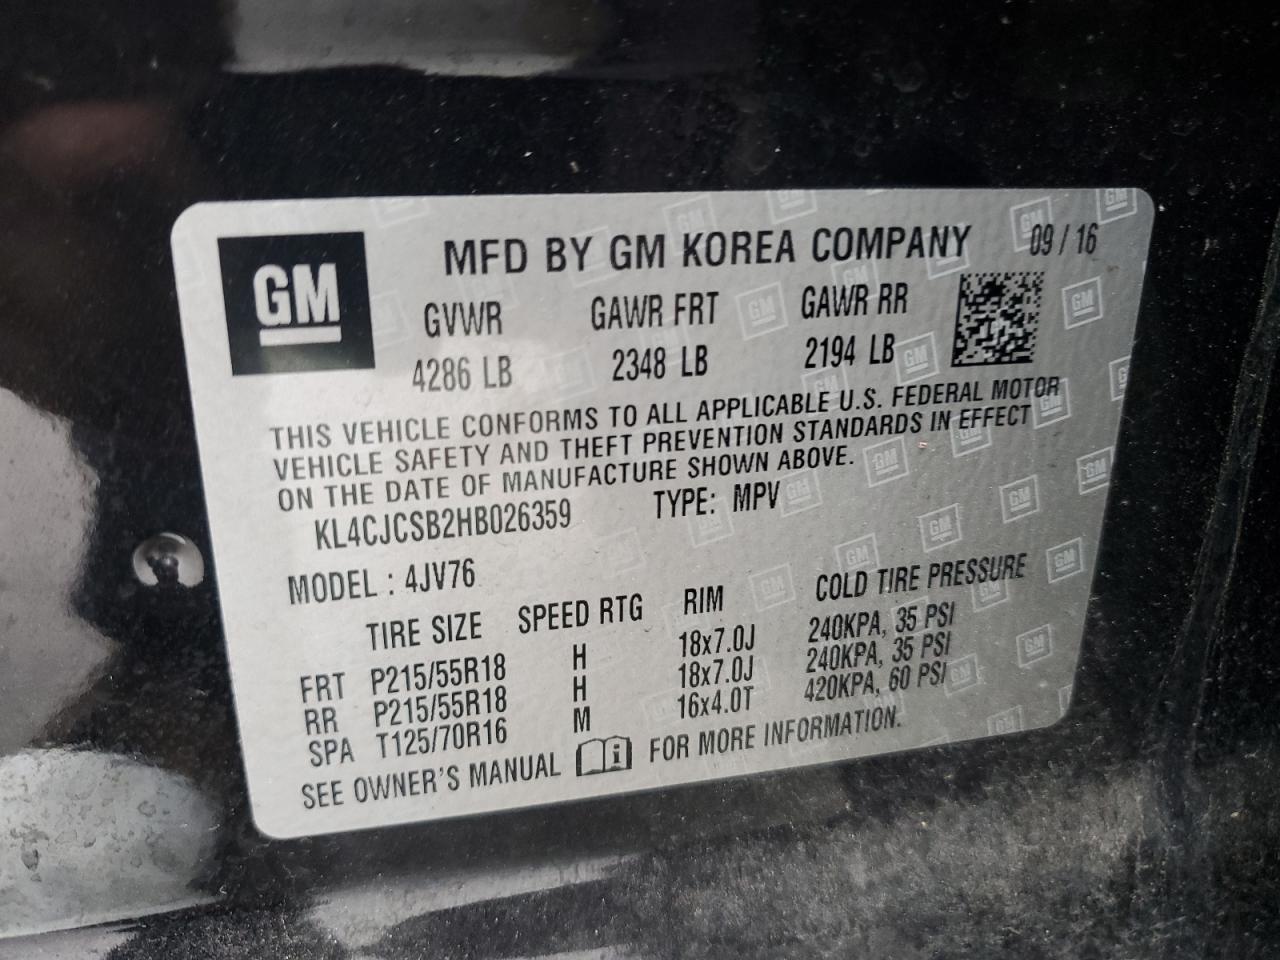 GM
MFD BY GM KOREA COMPANY 09 / 16
GVWR GAWR FRT GAWR RR
4286 LB 2348 LB 2194 LB
THIS VEHICLE CONFORMS TO ALL APPLICABLE U.S. FEDERAL MOTOR
VEHICLE SAFETY AND THEFT PREVENTION STANDARDS IN EFFECT
ON THE DATE OF MANUFACTURE SHOWN ABOVE.
KL4CJCSB2HB026359 TYPE: MPV
MODEL : 4JV76
TIRE SIZE SPEED RTG RIM COLD TIRE PRESSURE
FRT P215/55R18 H 18x7.0J 240KPA, 35 PSI
RR P215/55R18 H 18x7.0J 240KPA, 35 PSI
SPA T125/70R16 M 16x4.0T 420KPA, 60 PSI
SEE OWNER'S MANUAL i FOR MORE INFORMATION.